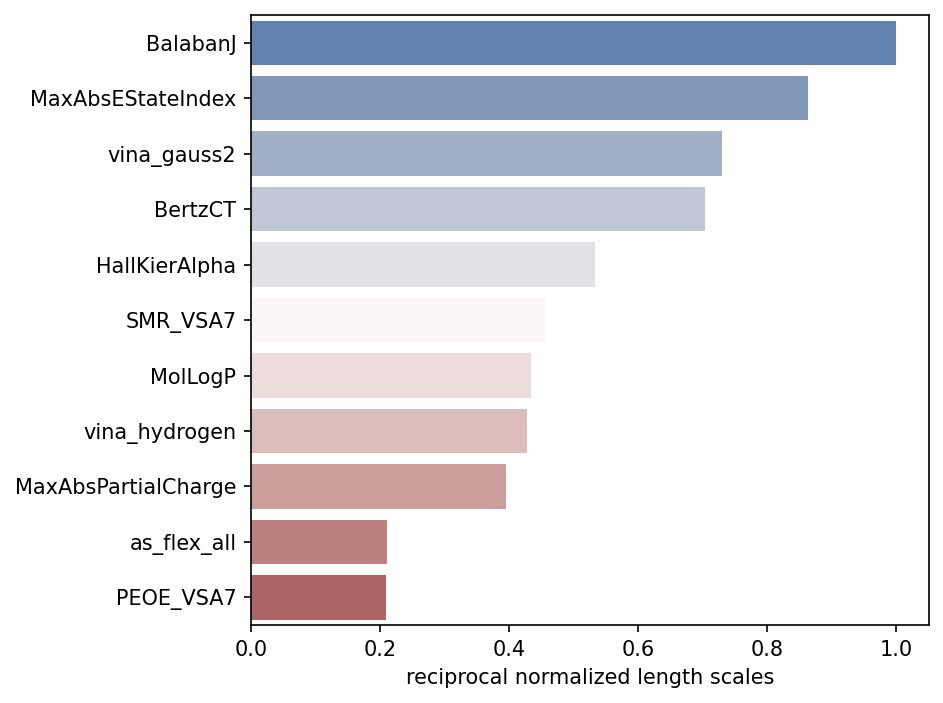 BalabanJ
MaxAbsEStateIndex
vina_gauss2
BertzCT
HallKierAlpha
SMR_VSA7
MolLogP
vina_hydrogen
MaxAbsPartialCharge
as_flex_all
PEOE_VSA7
0.0 0.2 0.4 0.6 0.8 1.0
reciprocal normalized length scales